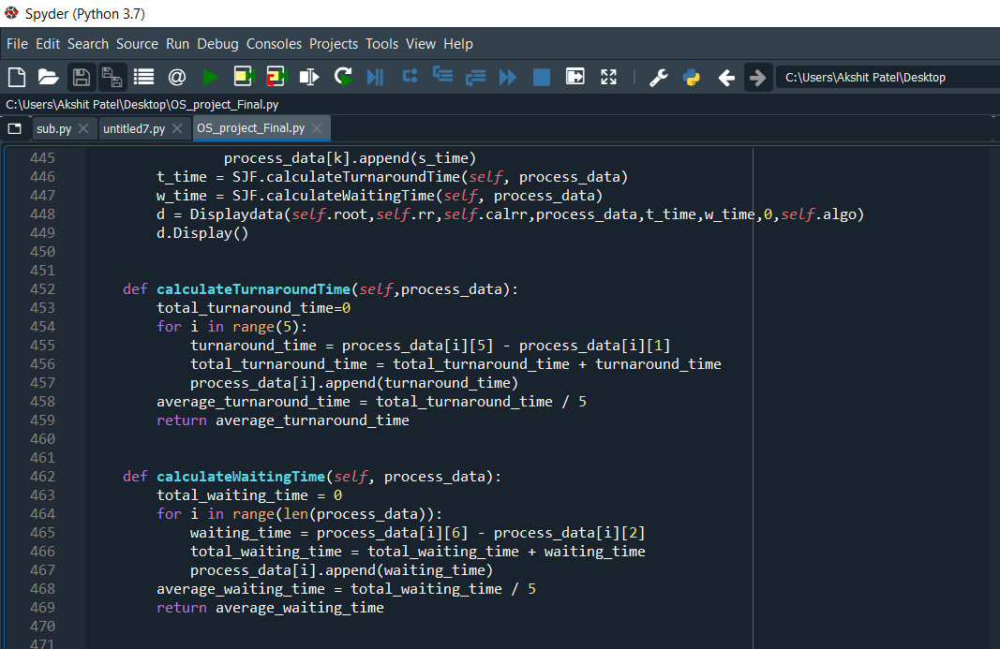 Spyder (Python 3.7)
File Edit Search Source Run Debug Consoles Projects Tools View Help
C:\Users\Akshit Patel\Desktop
C:\Users\Akshit Patel\Desktop\OS_project_Final.py
sub.py untitled7.py OS_project_Final.py
445 process_data[k].append(s_time)
446 t_time = SJF.calculateTurnaroundTime(self, process_data)
447 w_time = SJF.calculateWaitingTime(self, process_data)
448 d = Displaydata(self.root,self.rr,self.calrr,process_data,t_time,w_time,0,self.algo)
449 d.Display()
450
451
452 def calculateTurnaroundTime(self,process_data):
453 total_turnaround_time=0
454 for i in range(5):
455 turnaround_time = process_data[i][5] - process_data[i][1]
456 total_turnaround_time = total_turnaround_time + turnaround_time
457 process_data[i].append(turnaround_time)
458 average_turnaround_time = total_turnaround_time / 5
459 return average_turnaround_time
460
461
462 def calculateWaitingTime(self, process_data):
463 total_waiting_time = 0
464 for i in range(len(process_data)):
465 waiting_time = process_data[i][6] - process_data[i][2]
466 total_waiting_time = total_waiting_time + waiting_time
467 process_data[i].append(waiting_time)
468 average_waiting_time = total_waiting_time / 5
469 return average_waiting_time
470
471